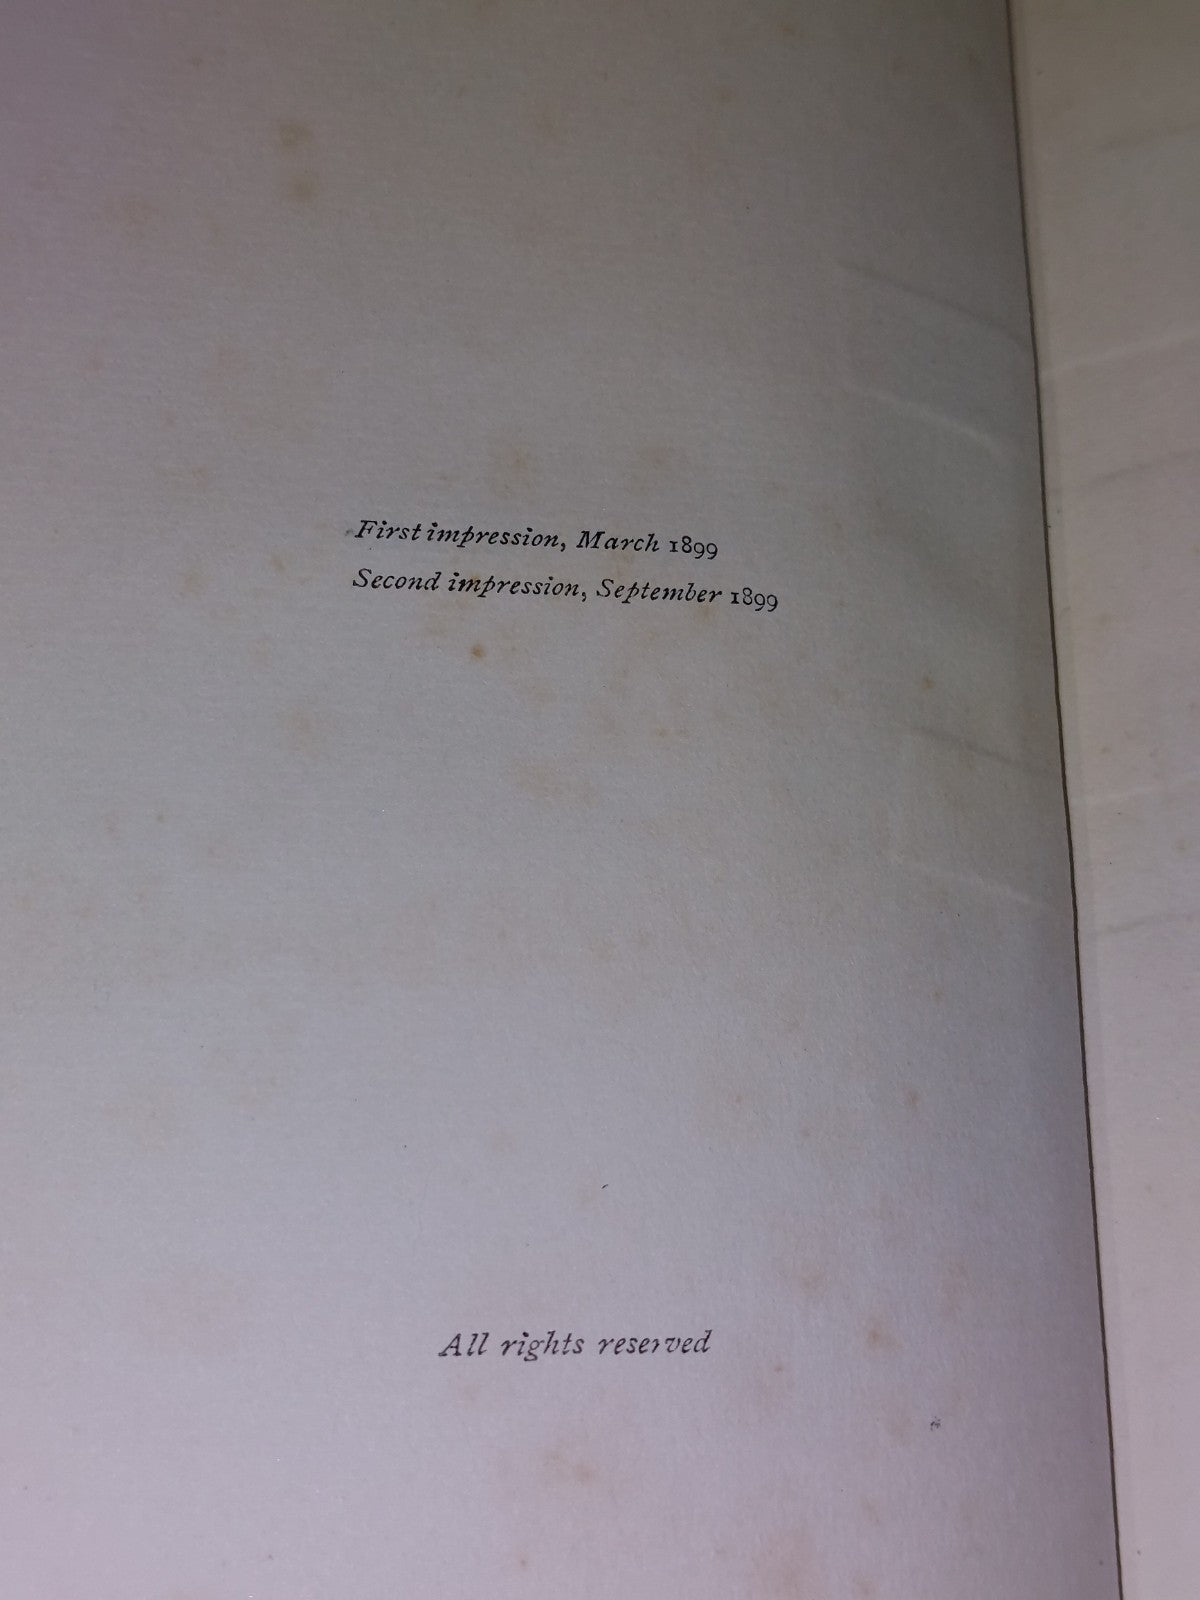 First impression, March 1899
Second impression, September 1899
All rights reserved